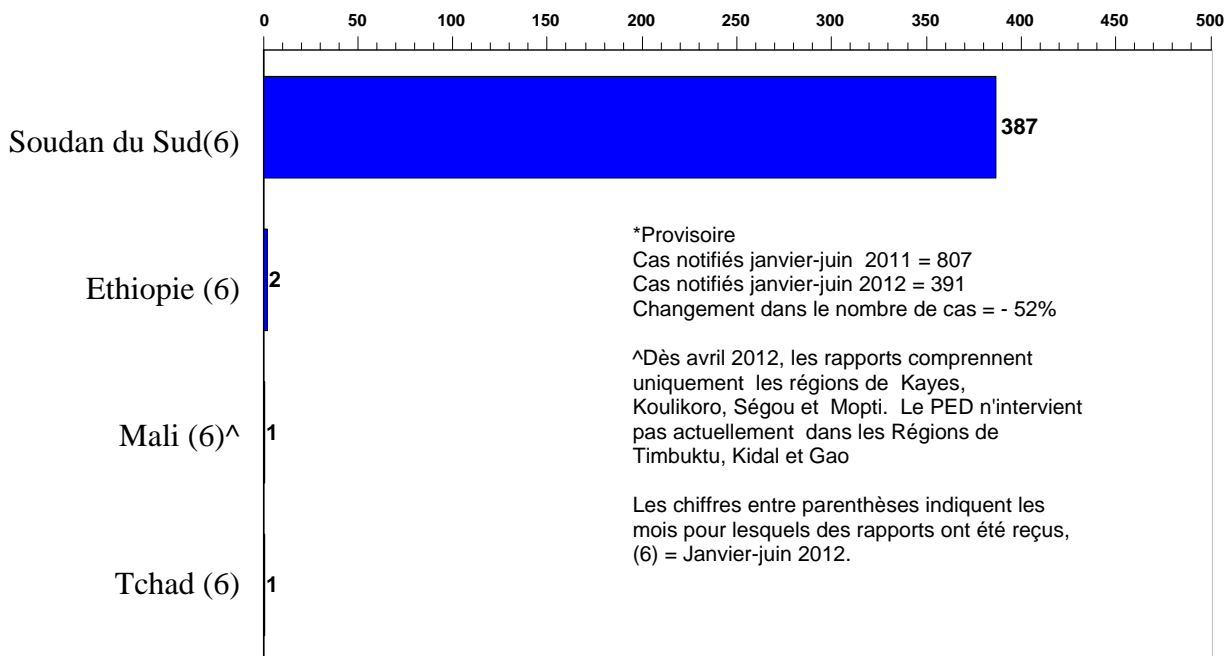 0 50 100 150 200 250 300 350 400 450 500
Soudan du Sud(6)
387
Ethiopie (6)
2
Mali (6)^
1
Tchad (6)
1
*Provisoire
Cas notifiés janvier-juin 2011 = 807
Cas notifiés janvier-juin 2012 = 391
Changement dans le nombre de cas = - 52%
^Dès avril 2012, les rapports comprennent
uniquement les régions de Kayes,
Koulikoro, Ségou et Mopti. Le PED n'intervient
pas actuellement dans les Régions de
Timbuktu, Kidal et Gao
Les chiffres entre parenthèses indiquent les
mois pour lesquels des rapports ont été reçus,
(6) = Janvier-juin 2012.